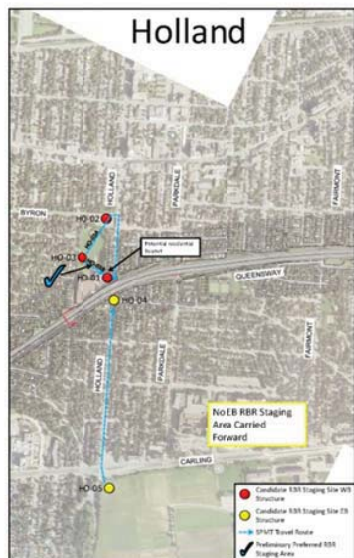 Holland
HOLLAND
PARKDALE
FAIRMONT
BYRON
HO-02
HO-03
Potential residential
HO-01
QUEENSWAY
HO-04
HOLLAND
PARKDALE
FAIRMONT
No EB RBR Staging
Area Carried
Forward
CARLING
HO-05
Candidate RBR Staging Site WB
Structure
Candidate RBR Staging Site EB
Structure
SPMT Travel Route
Preliminary Preferred RBR
Staging Area